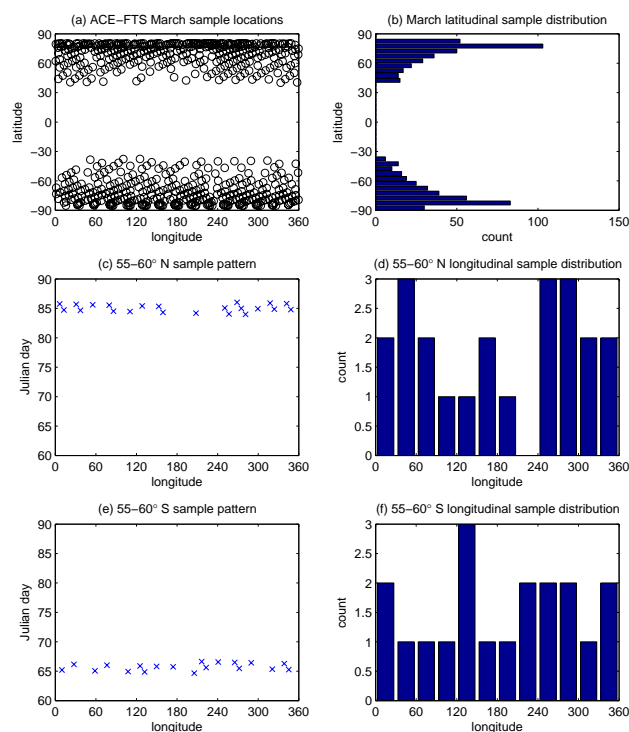 (a) ACE−FTS March sample locations
90
60
30
0
−30
−60
−90
latitude
0 60 120 180 240 300 360
longitude
(b) March latitudinal sample distribution
90
60
30
0
−30
−60
−90
latitude
0 50 100 150
count
(c) 55−60° N sample pattern
90
85
80
75
70
65
60
Julian day
0 60 120 180 240 300 360
longitude
(d) 55−60° N longitudinal sample distribution
3
2.5
2
1.5
1
0.5
0
count
0 60 120 180 240 300 360
longitude
(e) 55−60° S sample pattern
90
85
80
75
70
65
60
Julian day
0 60 120 180 240 300 360
longitude
(f) 55−60° S longitudinal sample distribution
3
2.5
2
1.5
1
0.5
0
count
0 60 120 180 240 300 360
longitude